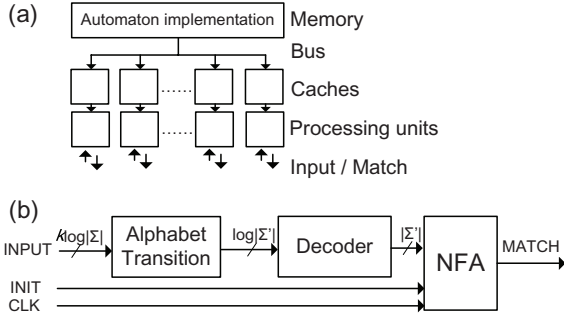 (a)
Automaton implementation
Memory
Bus
Caches
Processing units
Input / Match
(b)
INPUT
klog|Σ|
Alphabet
Transition
log|Σ'|
Decoder
|Σ'|
NFA
MATCH
INIT
CLK